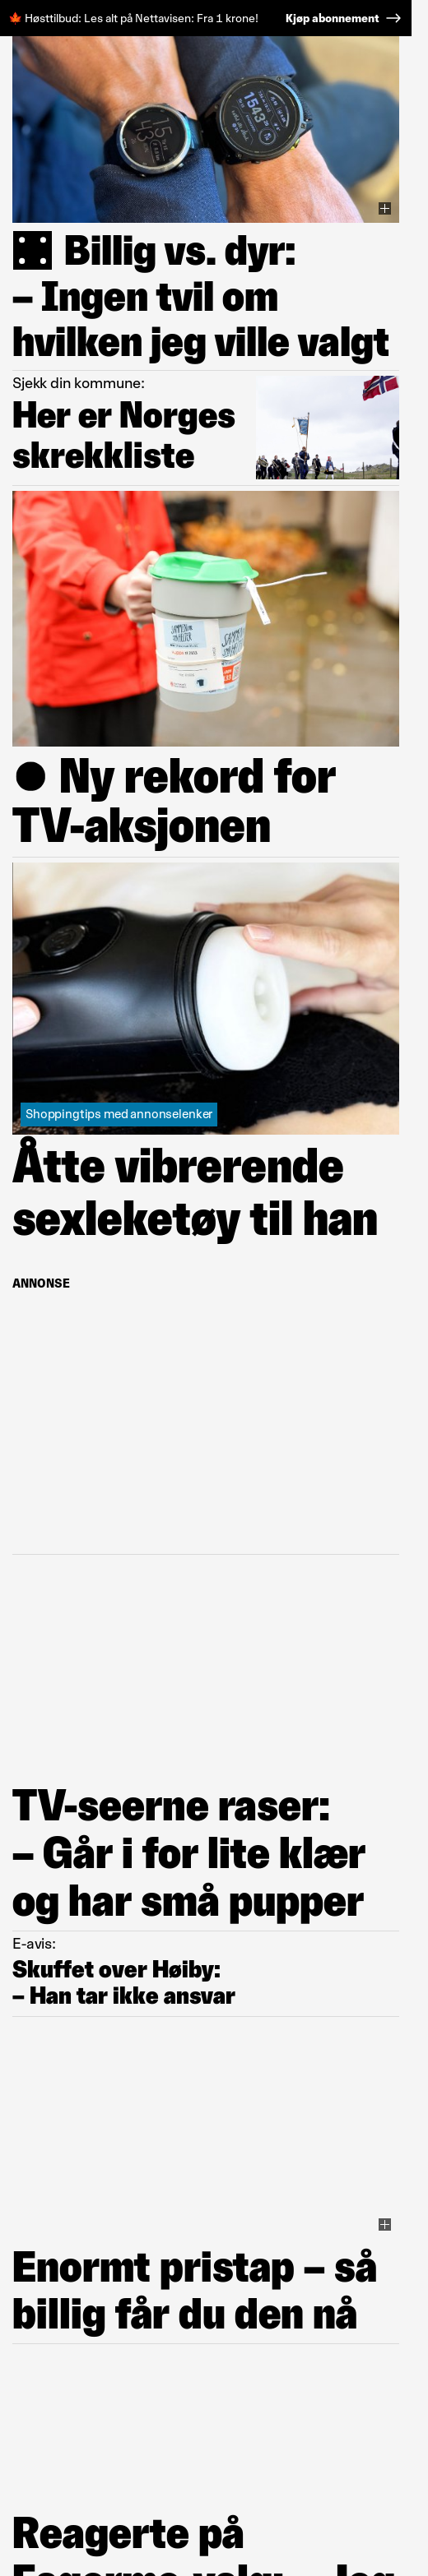 Høsttilbud: Les alt på Nettavisen: Fra 1 krone! Kjøp abonnement
Billig vs. dyr:
– Ingen tvil om
hvilken jeg ville valgt
Sjekk din kommune:
Her er Norges
skrekkliste
Ny rekord for
TV-aksjonen
Shoppingtips med annonselenker
Åtte vibrerende
sexleketøy til han
ANNONSE
TV-seerne raser:
– Går i for lite klær
og har små pupper
E-avis:
Skuffet over Høiby:
– Han tar ikke ansvar
Enormt pristap – så
billig får du den nå
Reagerte på